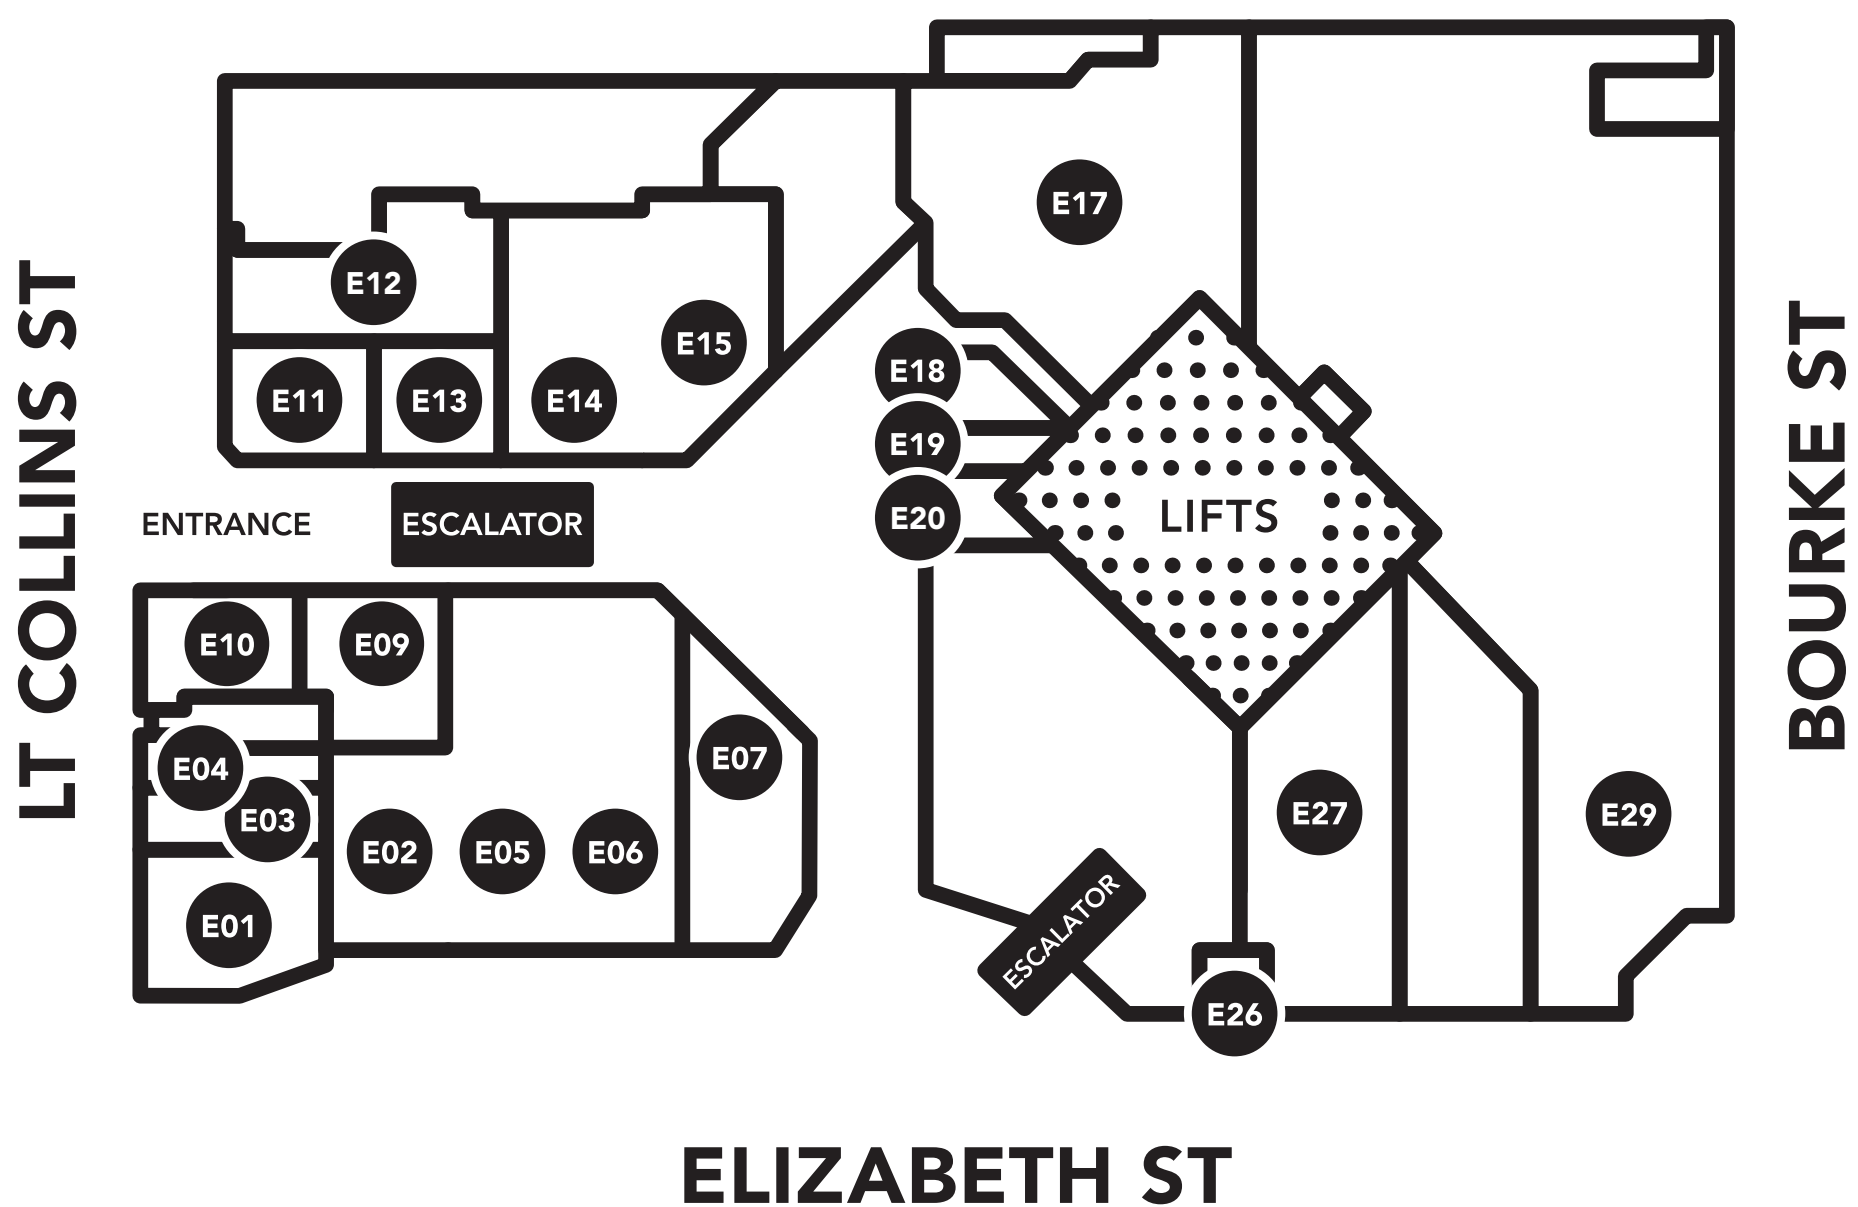 E17
E12
E15
E18
E11
E13
E14
E19
E20
LIFTS
ENTRANCE
ESCALATOR
LT COLLINS ST
BOURKE ST
E10
E09
E04
E07
E03
E02
E05
E06
E27
E29
E01
ESCALATOR
E26
ELIZABETH ST